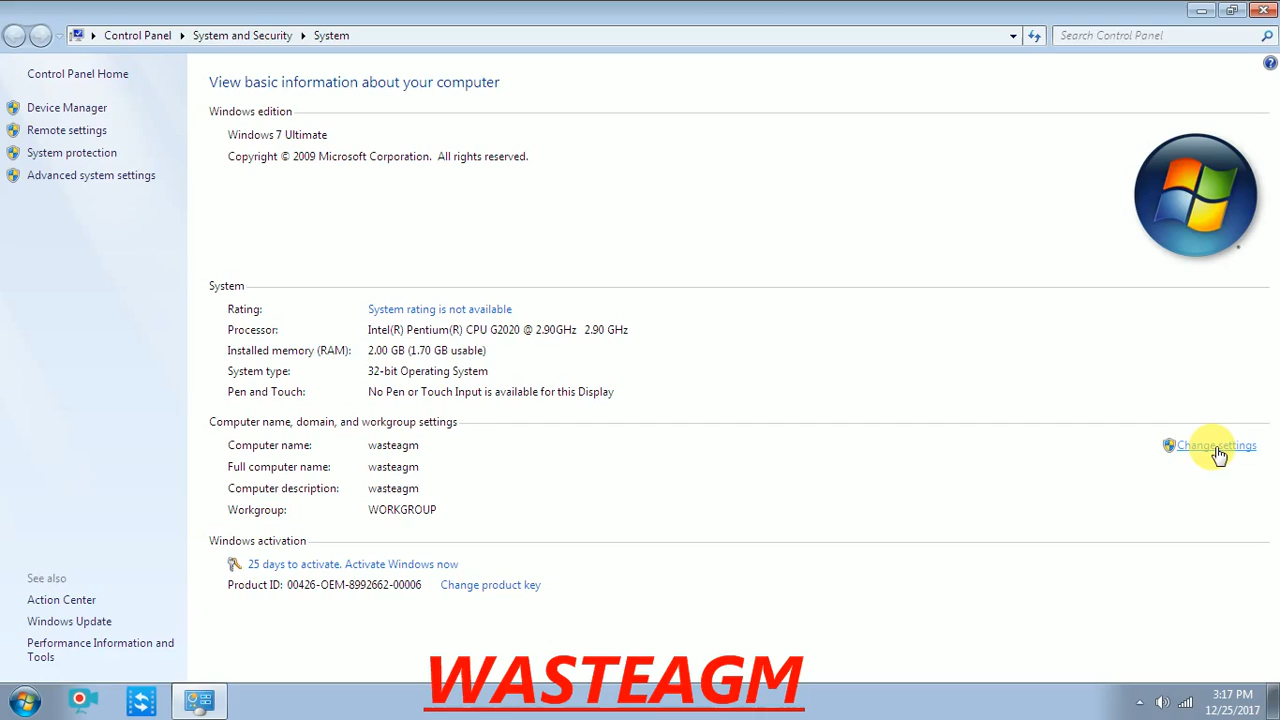 Control Panel System and Security System
Search Control Panel
Control Panel Home
Device Manager
Remote settings
System protection
Advanced system settings
View basic information about your computer
Windows edition
Windows 7 Ultimate
Copyright © 2009 Microsoft Corporation. All rights reserved.
System
Rating: System rating is not available
Processor: Intel(R) Pentium(R) CPU G2020 @ 2.90GHz 2.90 GHz
Installed memory (RAM): 2.00 GB (1.70 GB usable)
System type: 32-bit Operating System
Pen and Touch: No Pen or Touch Input is available for this Display
Computer name, domain, and workgroup settings
Computer name: wasteagm Change settings
Full computer name: wasteagm
Computer description: wasteagm
Workgroup: WORKGROUP
Windows activation
25 days to activate. Activate Windows now
Product ID: 00426-OEM-8992662-00006 Change product key
See also
Action Center
Windows Update
Performance Information and
Tools
WASTEAGM
3:17 PM
12/25/2017